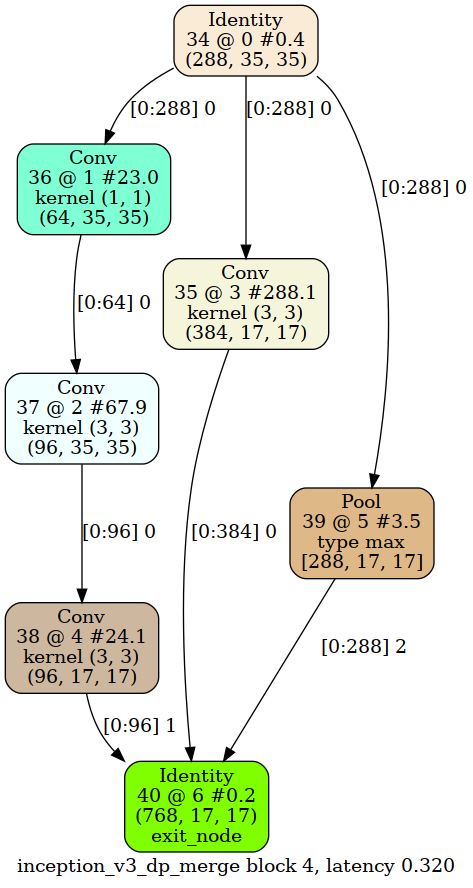 Identity
34 @ 0 #0.4
(288, 35, 35)
[0:288] 0
[0:288] 0
[0:288] 0
Conv
36 @ 1 #23.0
kernel (1, 1)
(64, 35, 35)
Conv
35 @ 3 #288.1
kernel (3, 3)
(384, 17, 17)
[0:64] 0
Conv
37 @ 2 #67.9
kernel (3, 3)
(96, 35, 35)
Pool
39 @ 5 #3.5
type max
[288, 17, 17]
[0:96] 0
[0:384] 0
Conv
38 @ 4 #24.1
kernel (3, 3)
(96, 17, 17)
[0:288] 2
[0:96] 1
Identity
40 @ 6 #0.2
(768, 17, 17)
exit_node
inception_v3_dp_merge block 4, latency 0.320